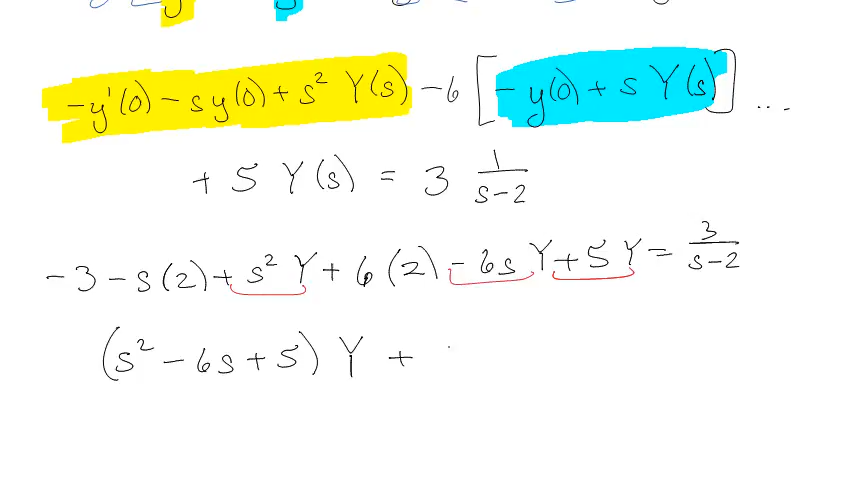 -y'(0) - sy(0) + s² Y(s) - 6 [ - y(0) + s Y(s) ] ...
+ 5 Y(s) = 3 1/(s-2)
-3 - s(2) + s² Y + 6(2) - 6s Y + 5 Y = 3/(s-2)
(s² - 6s + 5) Y +